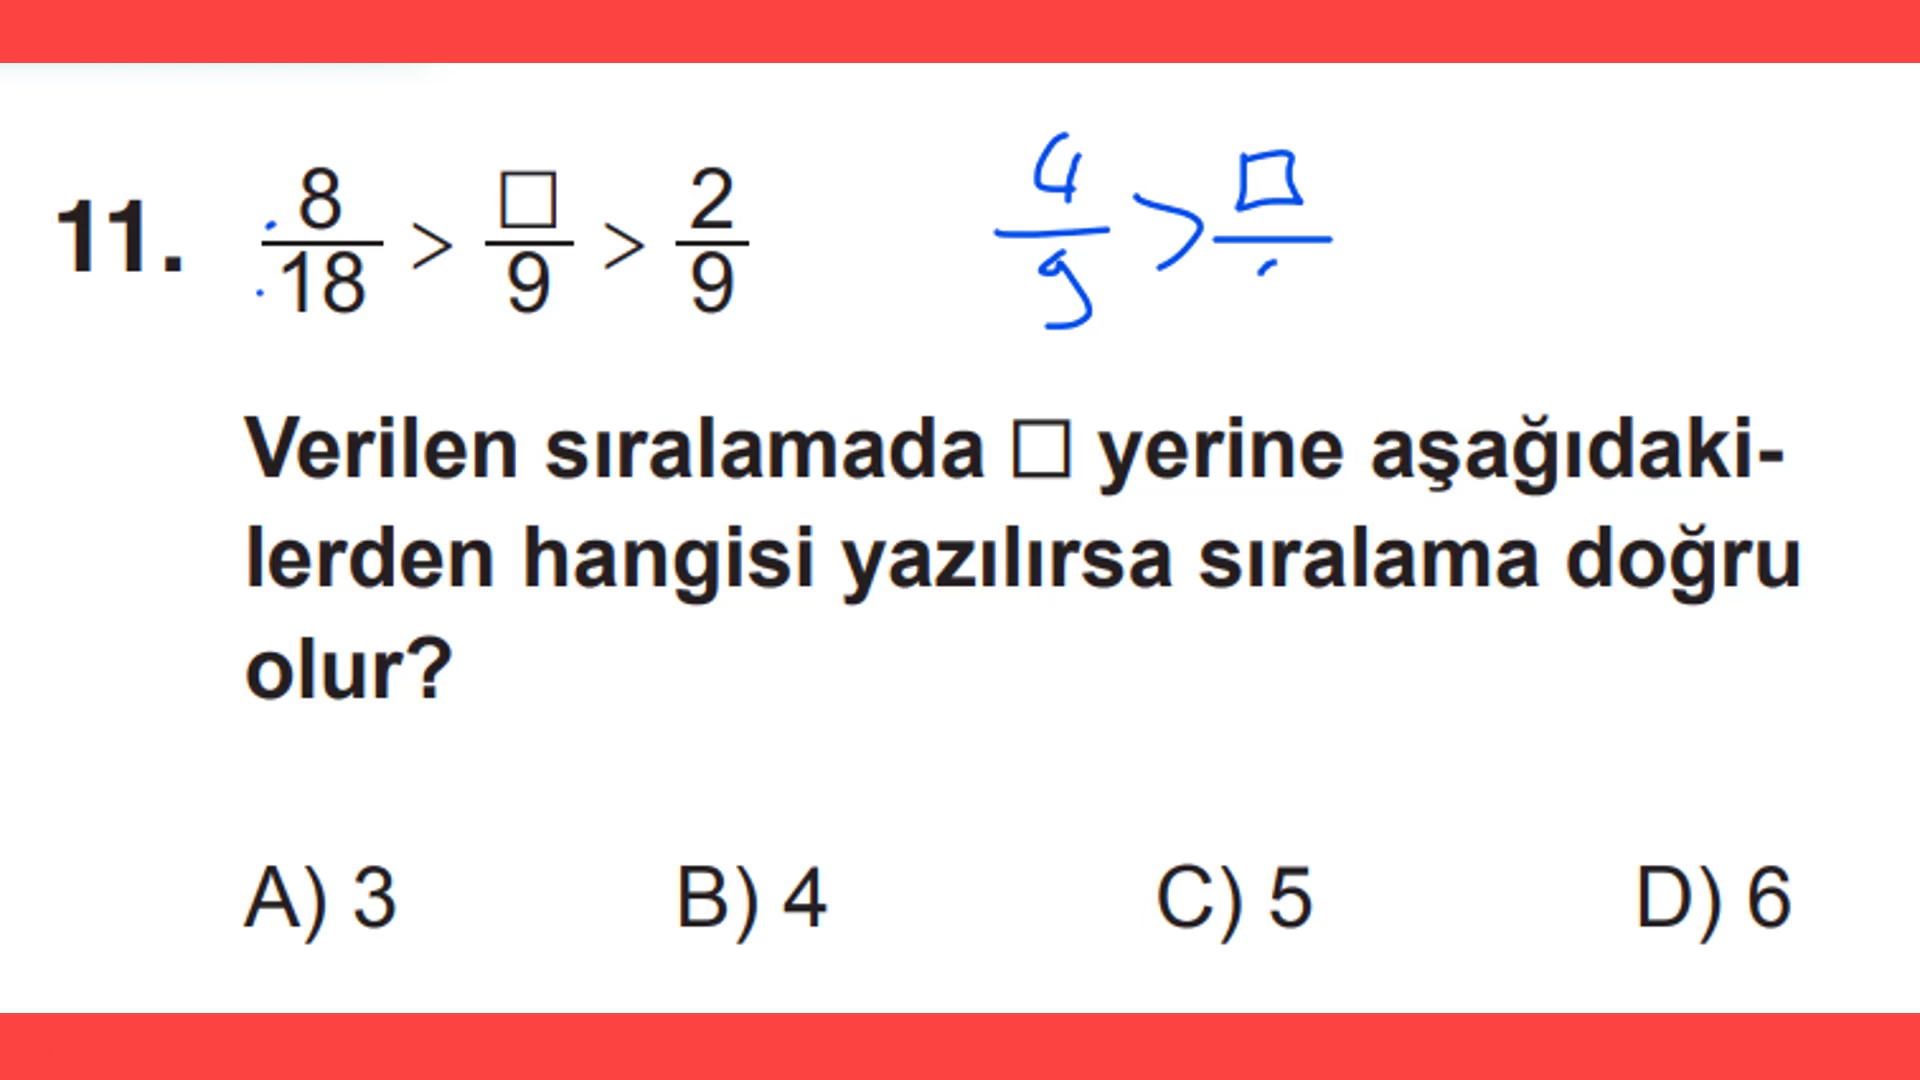 11. 8/18 > □/9 > 2/9
4/9 > □/
Verilen sıralamada □ yerine aşağıdaki-
lerden hangisi yazılırsa sıralama doğru
olur?
A) 3 B) 4 C) 5 D) 6